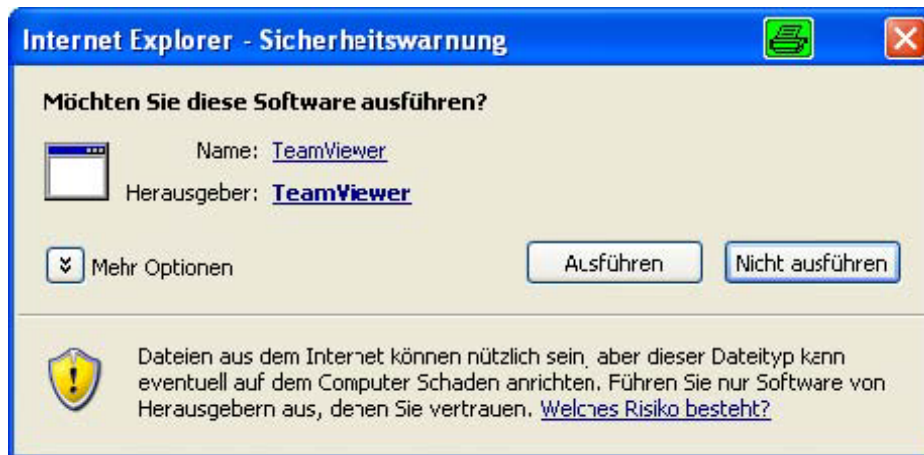 Internet Explorer - Sicherheitswarnung
Möchten Sie diese Software ausführen?
Name: TeamViewer
Herausgeber: TeamViewer
Mehr Optionen
Ausführen
Nicht ausführen
Dateien aus dem Internet können nützlich sein, aber dieser Dateityp kann
eventuell auf dem Computer Schaden anrichten. Führen Sie nur Software von
Herausgebern aus, denen Sie vertrauen. Welches Risiko besteht?